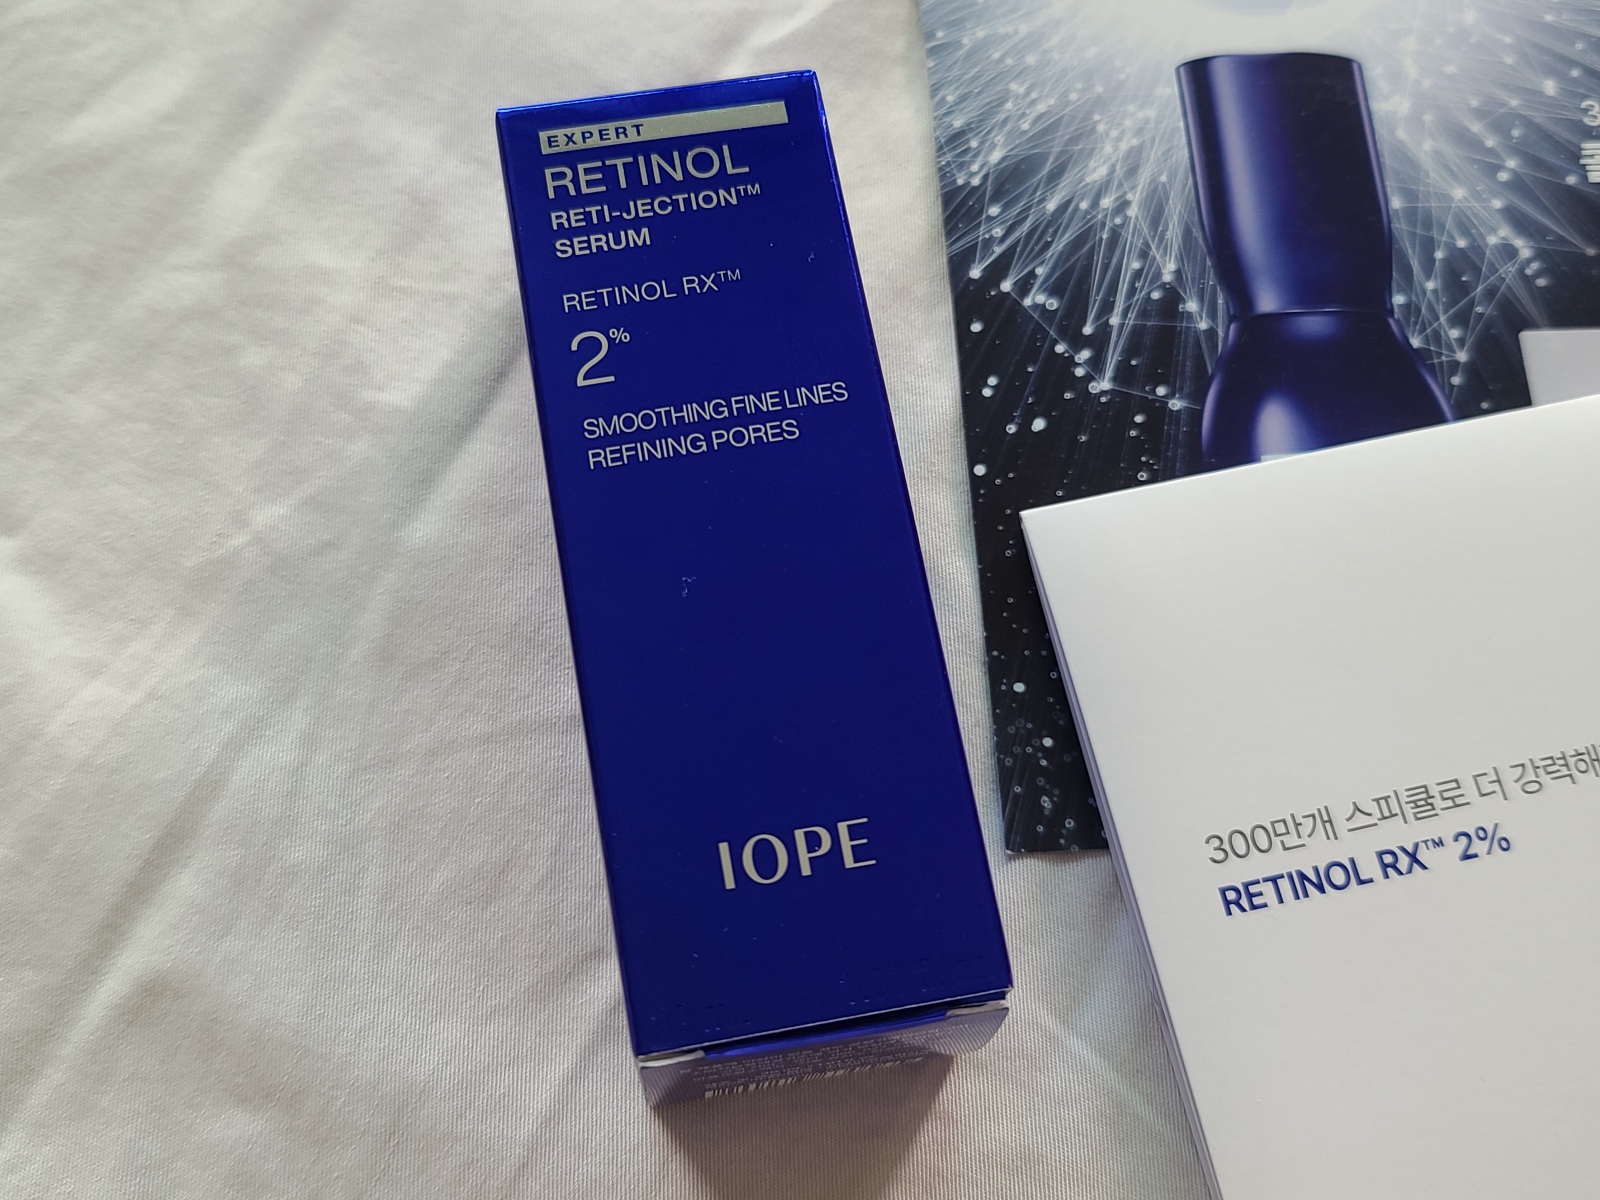 EXPERT
RETINOL
RETI-JECTION™
SERUM
RETINOL RX™
2%
SMOOTHING FINE LINES
REFINING PORES
IOPE
300만개 스피큘로 더 강력해
RETINOL RX™ 2%